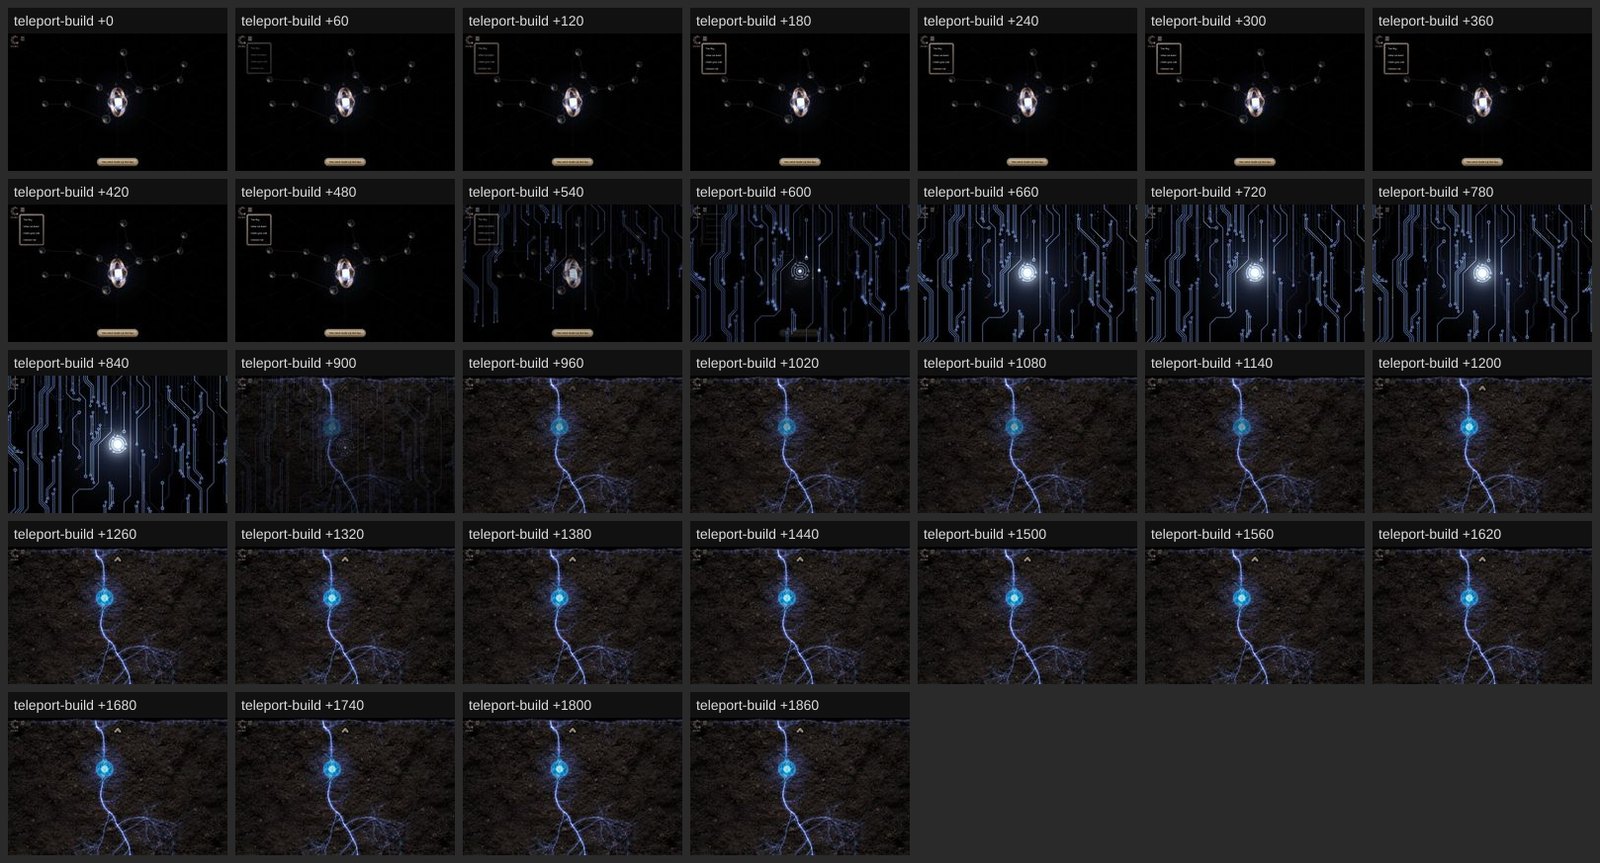 teleport-build +0
teleport-build +60
teleport-build +120
teleport-build +180
teleport-build +240
teleport-build +300
teleport-build +360
teleport-build +420
teleport-build +480
teleport-build +540
teleport-build +600
teleport-build +660
teleport-build +720
teleport-build +780
teleport-build +840
teleport-build +900
teleport-build +960
teleport-build +1020
teleport-build +1080
teleport-build +1140
teleport-build +1200
teleport-build +1260
teleport-build +1320
teleport-build +1380
teleport-build +1440
teleport-build +1500
teleport-build +1560
teleport-build +1620
teleport-build +1680
teleport-build +1740
teleport-build +1800
teleport-build +1860